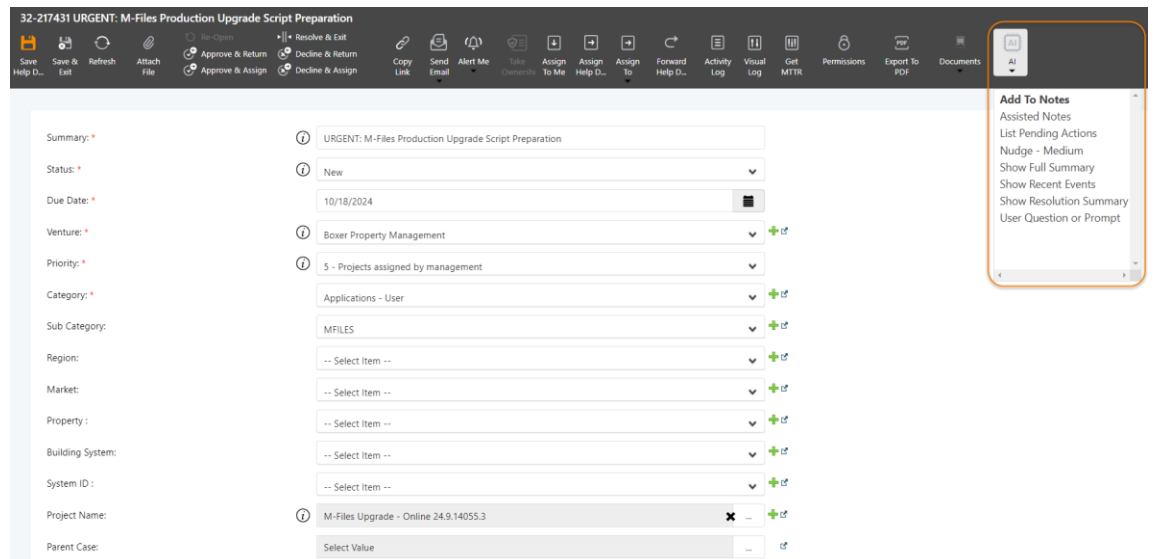 32-217431 URGENT: M-Files Production Upgrade Script Preparation
Save Help D...
Save & Exit
Refresh
Attach File
Re-Open
Approve & Return
Approve & Assign
Resolve & Exit
Decline & Return
Decline & Assign
Copy Link
Send Email
Alert Me
Take Ownership
Assign To Me
Assign Help D...
Assign To
Forward Help D...
Activity Log
Visual Log
Get MTTR
Permissions
PDF
Export To PDF
Documents
AI
AI
Add To Notes
Assisted Notes
List Pending Actions
Nudge - Medium
Show Full Summary
Show Recent Events
Show Resolution Summary
User Question or Prompt
Summary: * i URGENT: M-Files Production Upgrade Script Preparation
Status: * i New
Due Date: * 10/18/2024
Venture: * i Boxer Property Management
Priority: * i 5 - Projects assigned by management
Category: * Applications - User
Sub Category: MFILES
Region: -- Select Item --
Market: -- Select Item --
Property : -- Select Item --
Building System: -- Select Item --
System ID : -- Select Item --
Project Name: i M-Files Upgrade - Online 24.9.14055.3 ...
Parent Case: Select Value ...